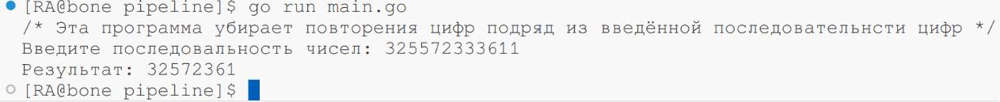 [RA@bone pipeline]$ go run main.go
/* Эта программа убирает повторения цифр подряд из введённой последовательнсти цифр */
Введите последовальность чисел: 325572333611
Результат: 32572361
[RA@bone pipeline]$